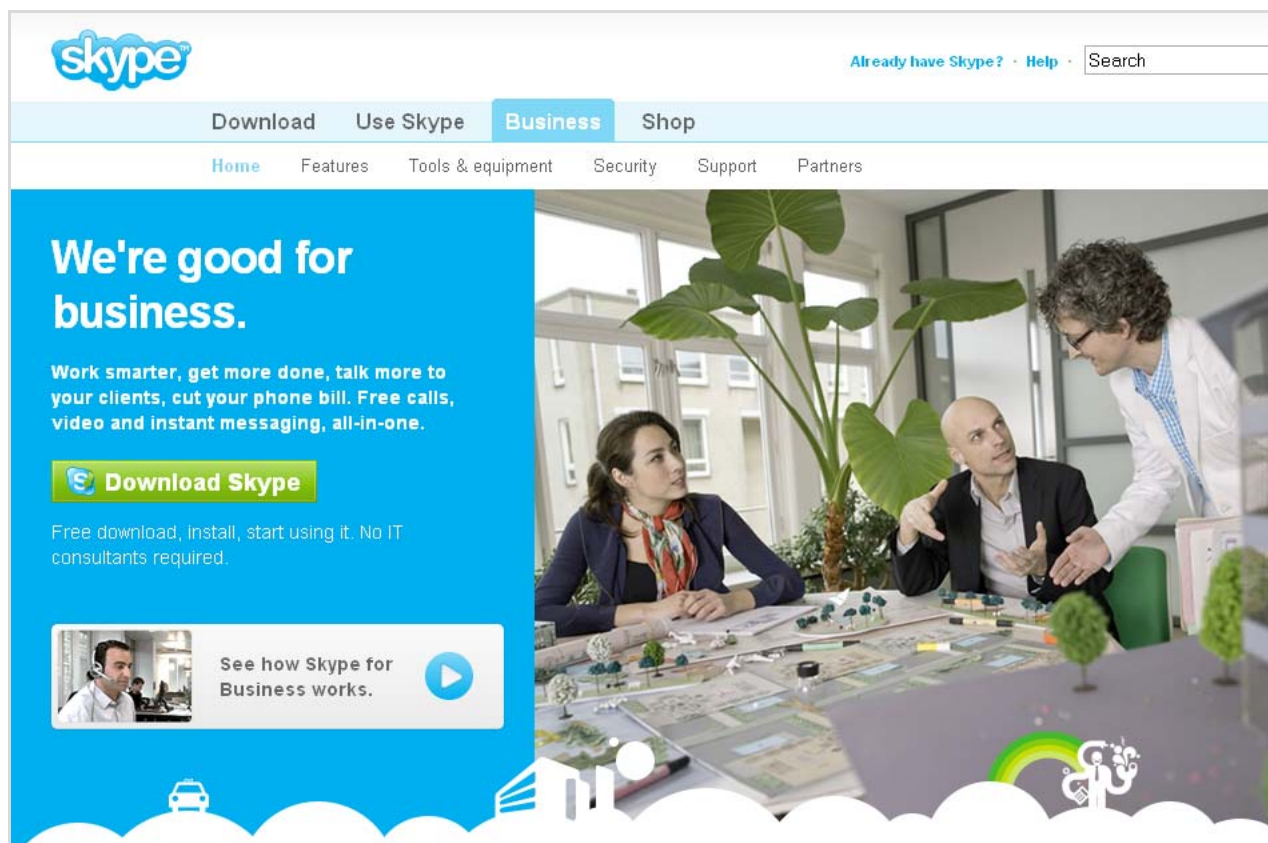 skype™
Already have Skype? · Help · Search
Download Use Skype Business Shop
Home Features Tools & equipment Security Support Partners
We're good for
business.
Work smarter, get more done, talk more to
your clients, cut your phone bill. Free calls,
video and instant messaging, all-in-one.
Download Skype
Free download, install, start using it. No IT
consultants required.
See how Skype for
Business works.